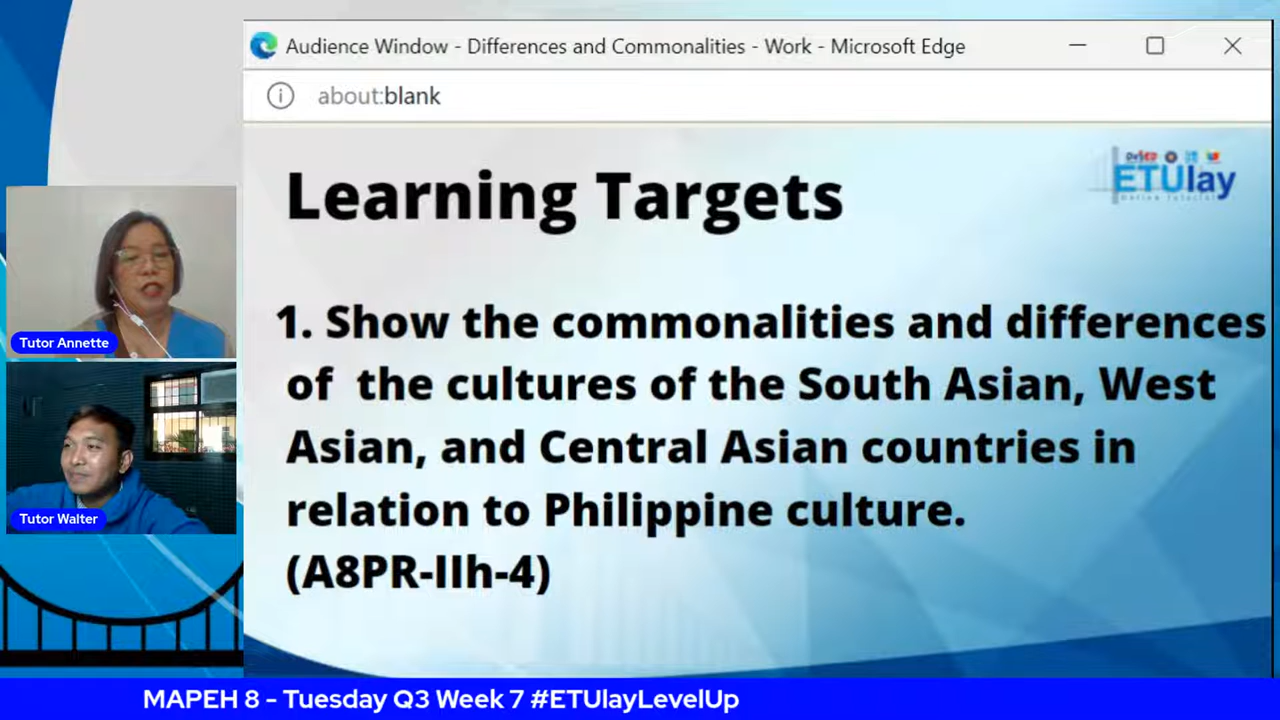 Audience Window - Differences and Commonalities - Work - Microsoft Edge
about:blank
Learning Targets
ETUlay
1. Show the commonalities and differences
of the cultures of the South Asian, West
Asian, and Central Asian countries in
relation to Philippine culture.
(A8PR-IIh-4)
Tutor Annette
Tutor Walter
MAPEH 8 - Tuesday Q3 Week 7 #ETUlayLevelUp